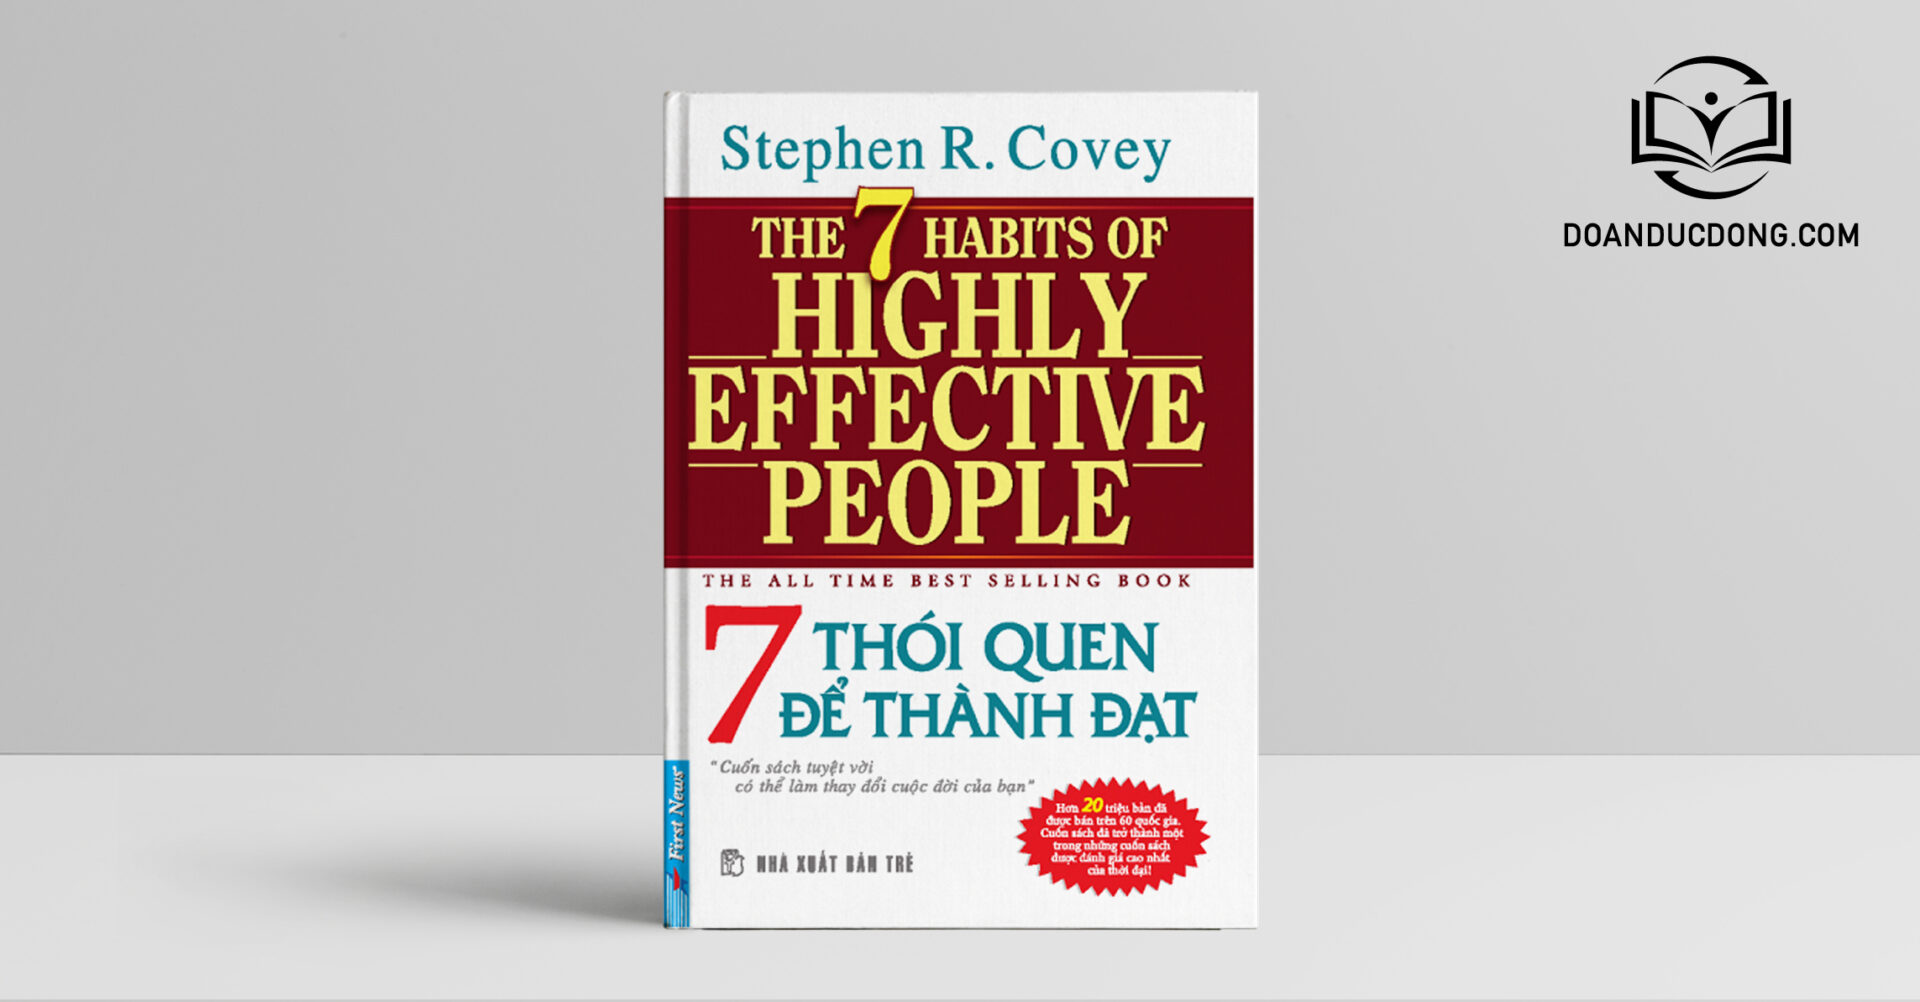 Stephen R. Covey
THE 7 HABITS OF
HIGHLY
EFFECTIVE
PEOPLE
THE ALL TIME BEST SELLING BOOK
7 THÓI QUEN
ĐỂ THÀNH ĐẠT
“Cuốn sách tuyệt vời
có thể làm thay đổi cuộc đời của bạn”
Hơn 20 triệu bản đã
được bán trên 60 quốc gia.
Cuốn sách đã trở thành một
trong những cuốn sách
được đánh giá cao nhất
của thời đại!
NHÀ XUẤT BẢN TRẺ
First News
DOANDUCDONG.COM